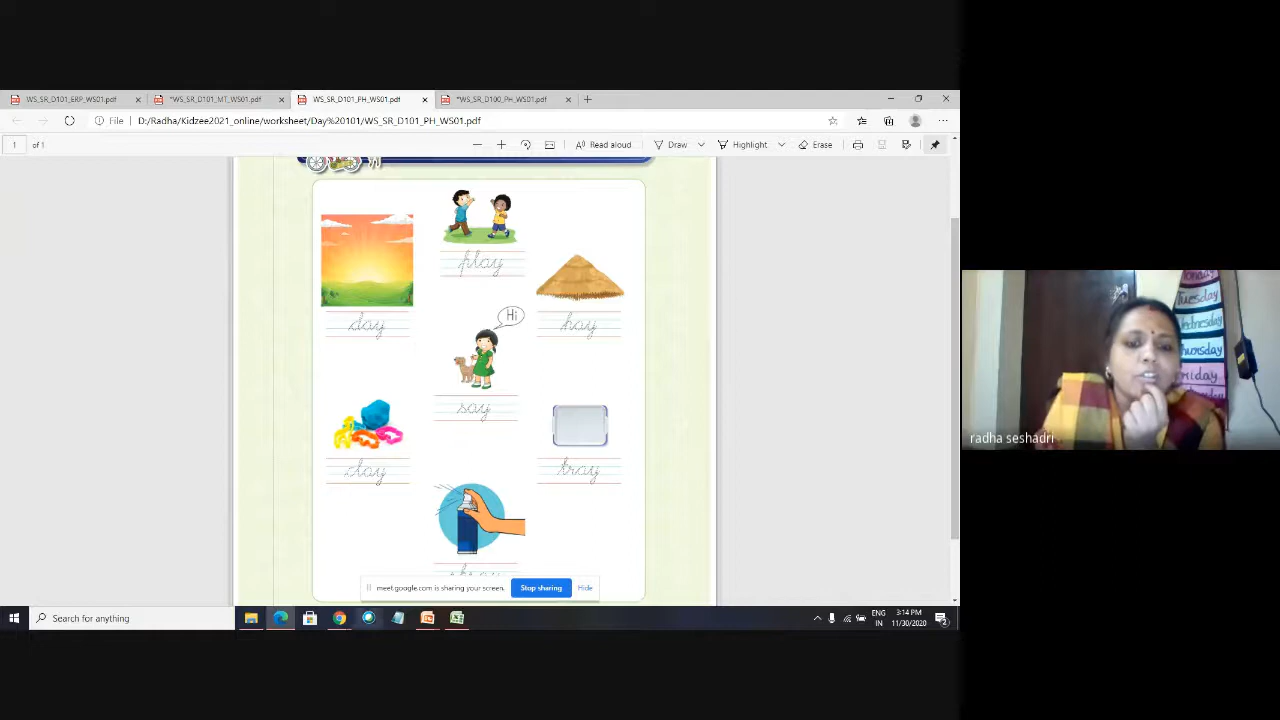 WS_SR_D101_ERP_WS01.pdf
*WS_SR_D101_MT_WS01.pdf
WS_SR_D101_PH_WS01.pdf
*WS_SR_D100_PH_WS01.pdf
File D:/Radha/Kidzee2021_online/worksheet/Day%20101/WS_SR_D101_PH_WS01.pdf
1 of 1
Read aloud
Draw
Highlight
Erase
play
day
hay
Hi
say
clay
tray
meet.google.com is sharing your screen.
Stop sharing
Hide
Search for anything
ENG
IN
3:14 PM
11/30/2020
2
Tuesday
Wednesday
Thursday
Friday
radha seshadri